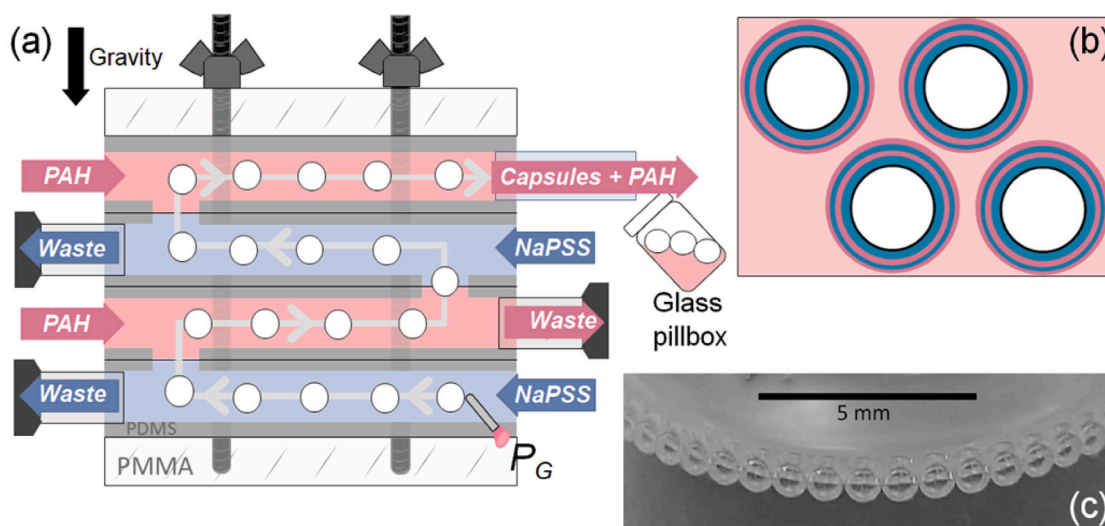 (a)
Gravity
PAH
Capsules + PAH
Waste
NaPSS
PAH
Waste
Waste
NaPSS
PDMS
PMMA
P_G
Glass
pillbox
(b)
5 mm
(c)